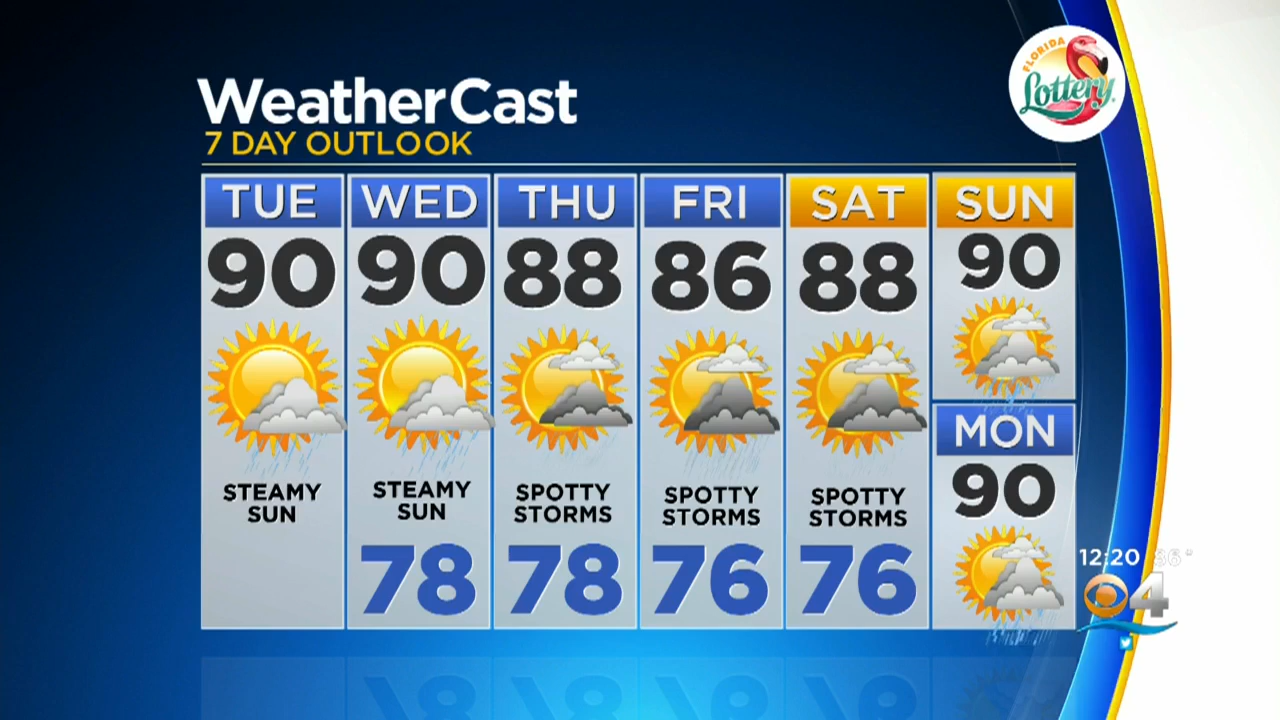 FLORIDA
Lottery
WeatherCast
7 DAY OUTLOOK
TUE
90
STEAMY
SUN
WED
90
STEAMY
SUN
78
THU
88
SPOTTY
STORMS
78
FRI
86
SPOTTY
STORMS
76
SAT
88
SPOTTY
STORMS
76
SUN
90
MON
90
12:20 86°
4